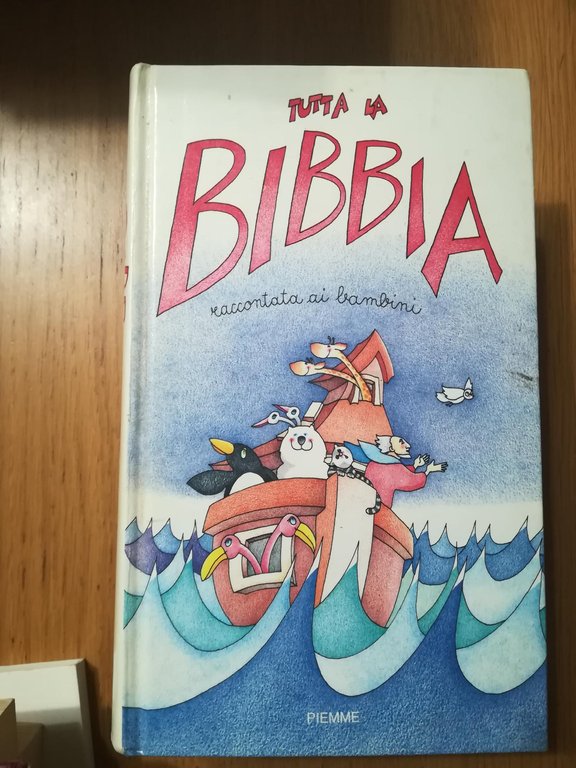 TUTTA LA
BIBBIA
raccontata ai bambini
PIEMME